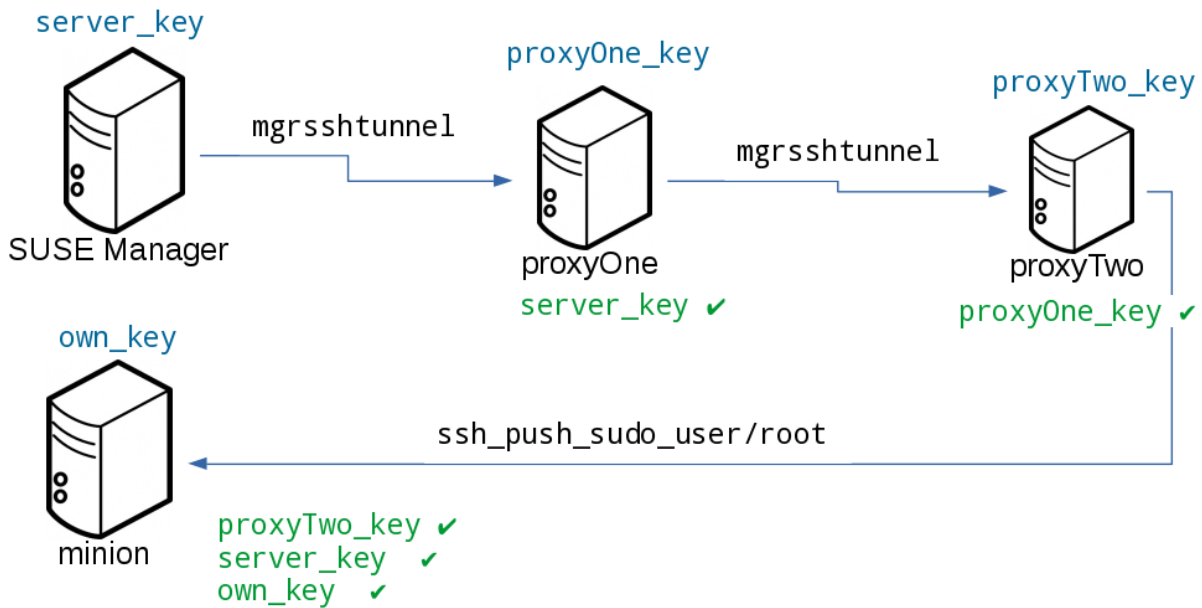 server_key
proxyOne_key
proxyTwo_key
mgrsshtunnel
mgrsshtunnel
SUSE Manager
proxyOne
proxyTwo
server_key ✔
proxyOne_key ✔
own_key
ssh_push_sudo_user/root
minion
proxyTwo_key ✔
server_key ✔
own_key ✔